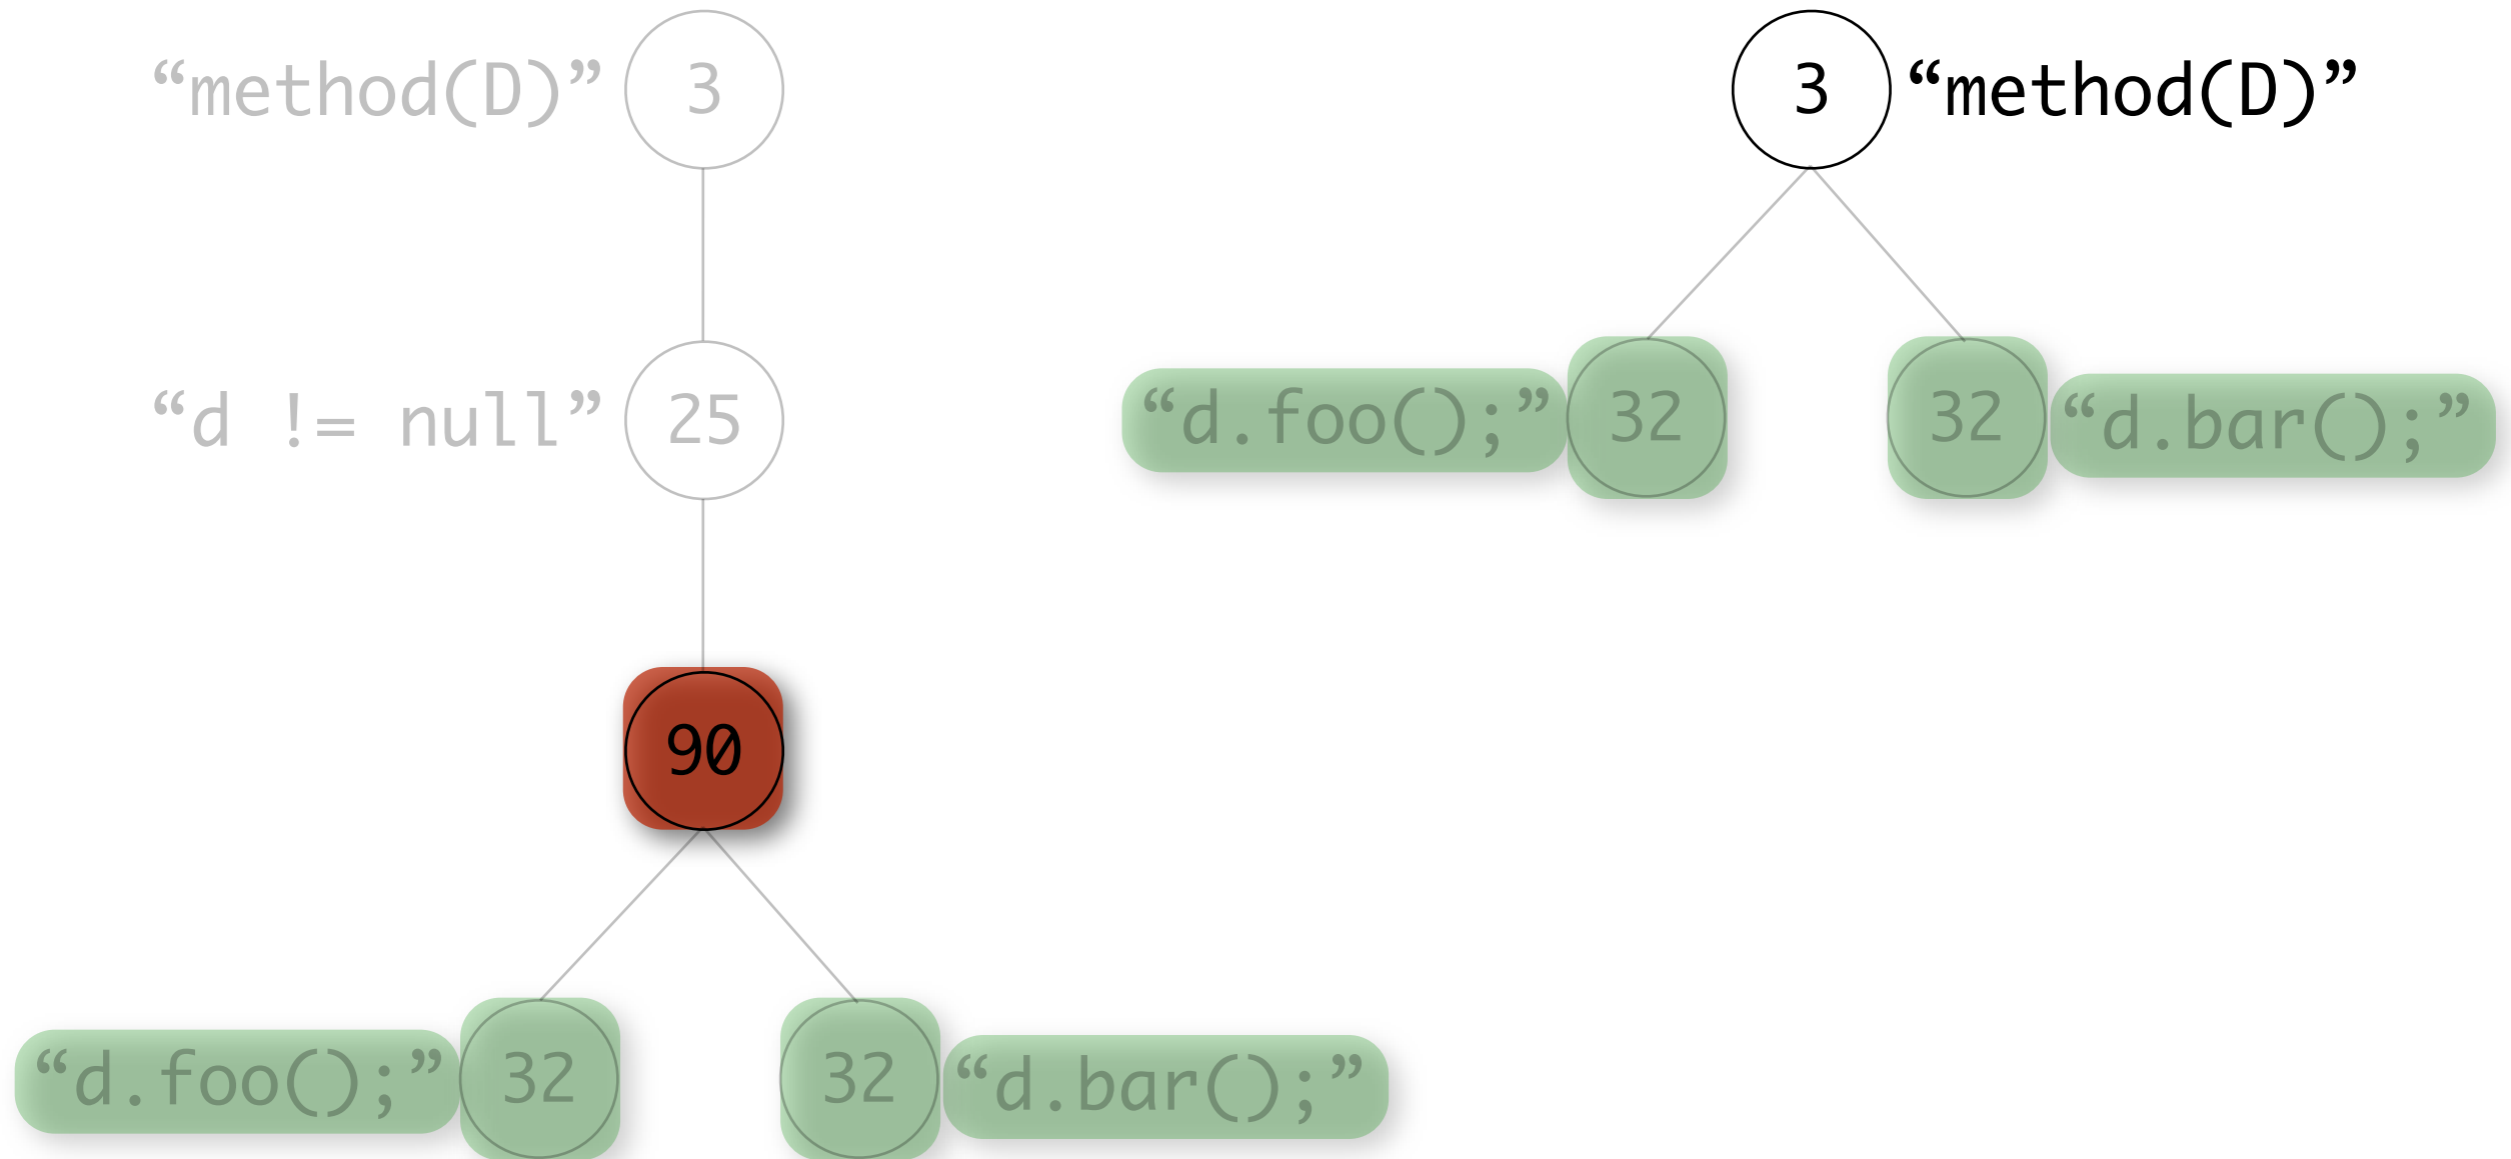 “method(D)” 3 3 “method(D)”
“d != null” 25 “d.foo();” 32 32 “d.bar();”
90
“d.foo();” 32 32 “d.bar();”